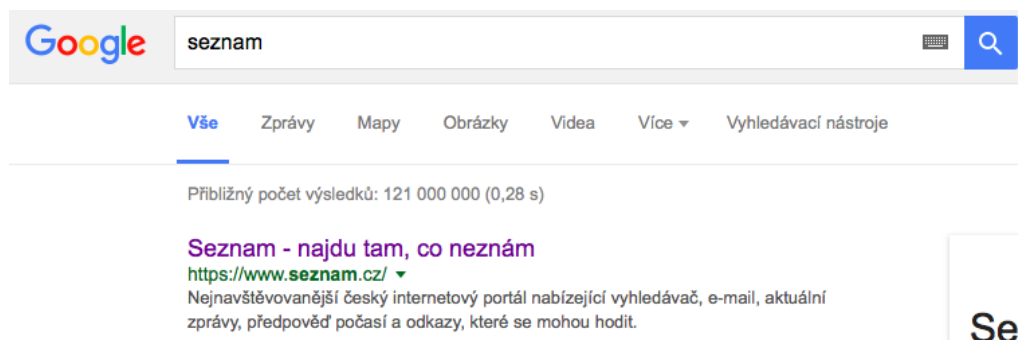 Google seznam
Vše Zprávy Mapy Obrázky Videa Více Vyhledávací nástroje
Přibližný počet výsledků: 121 000 000 (0,28 s)
Seznam - najdu tam, co neznám
https://www.seznam.cz/
Nejnavštěvovanější český internetový portál nabízející vyhledávač, e-mail, aktuální
zprávy, předpověď počasí a odkazy, které se mohou hodit.
Se